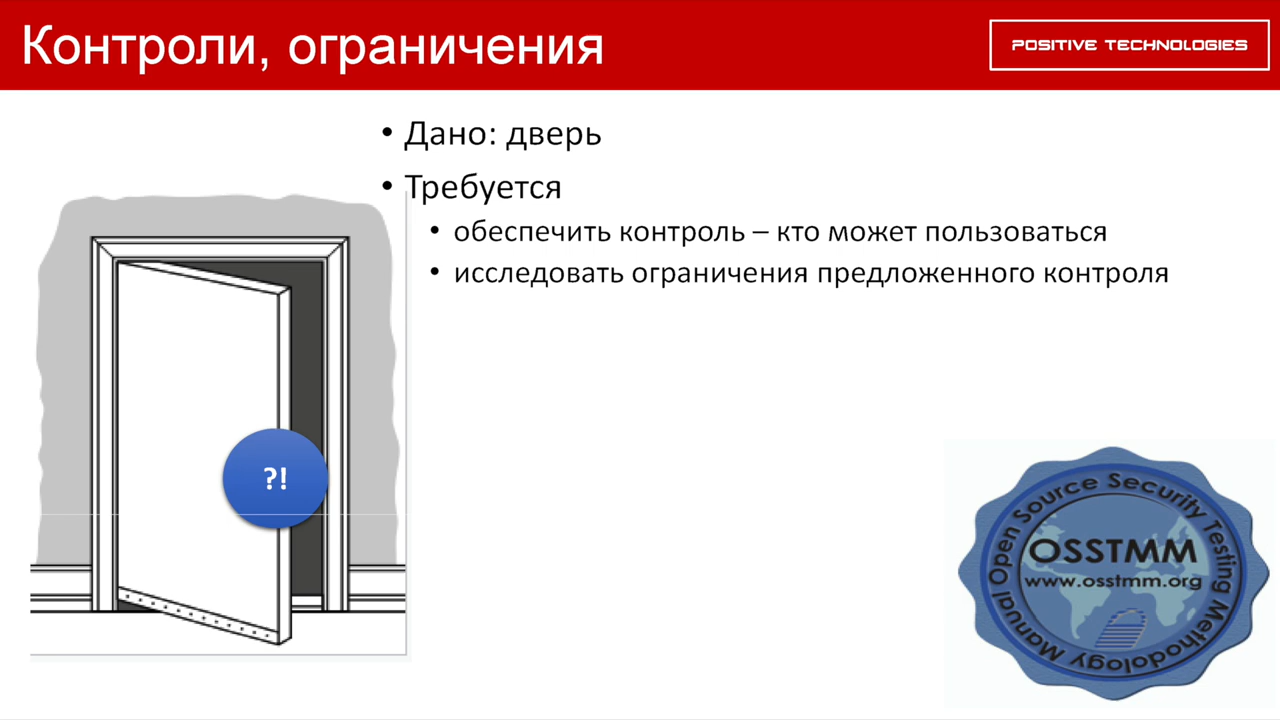 Контроли, ограничения
POSITIVE TECHNOLOGIES
• Дано: дверь
• Требуется
• обеспечить контроль – кто может пользоваться
• исследовать ограничения предложенного контроля
?!
Open Source Security Testing Methodology Manual
OSSTMM
www.osstmm.org